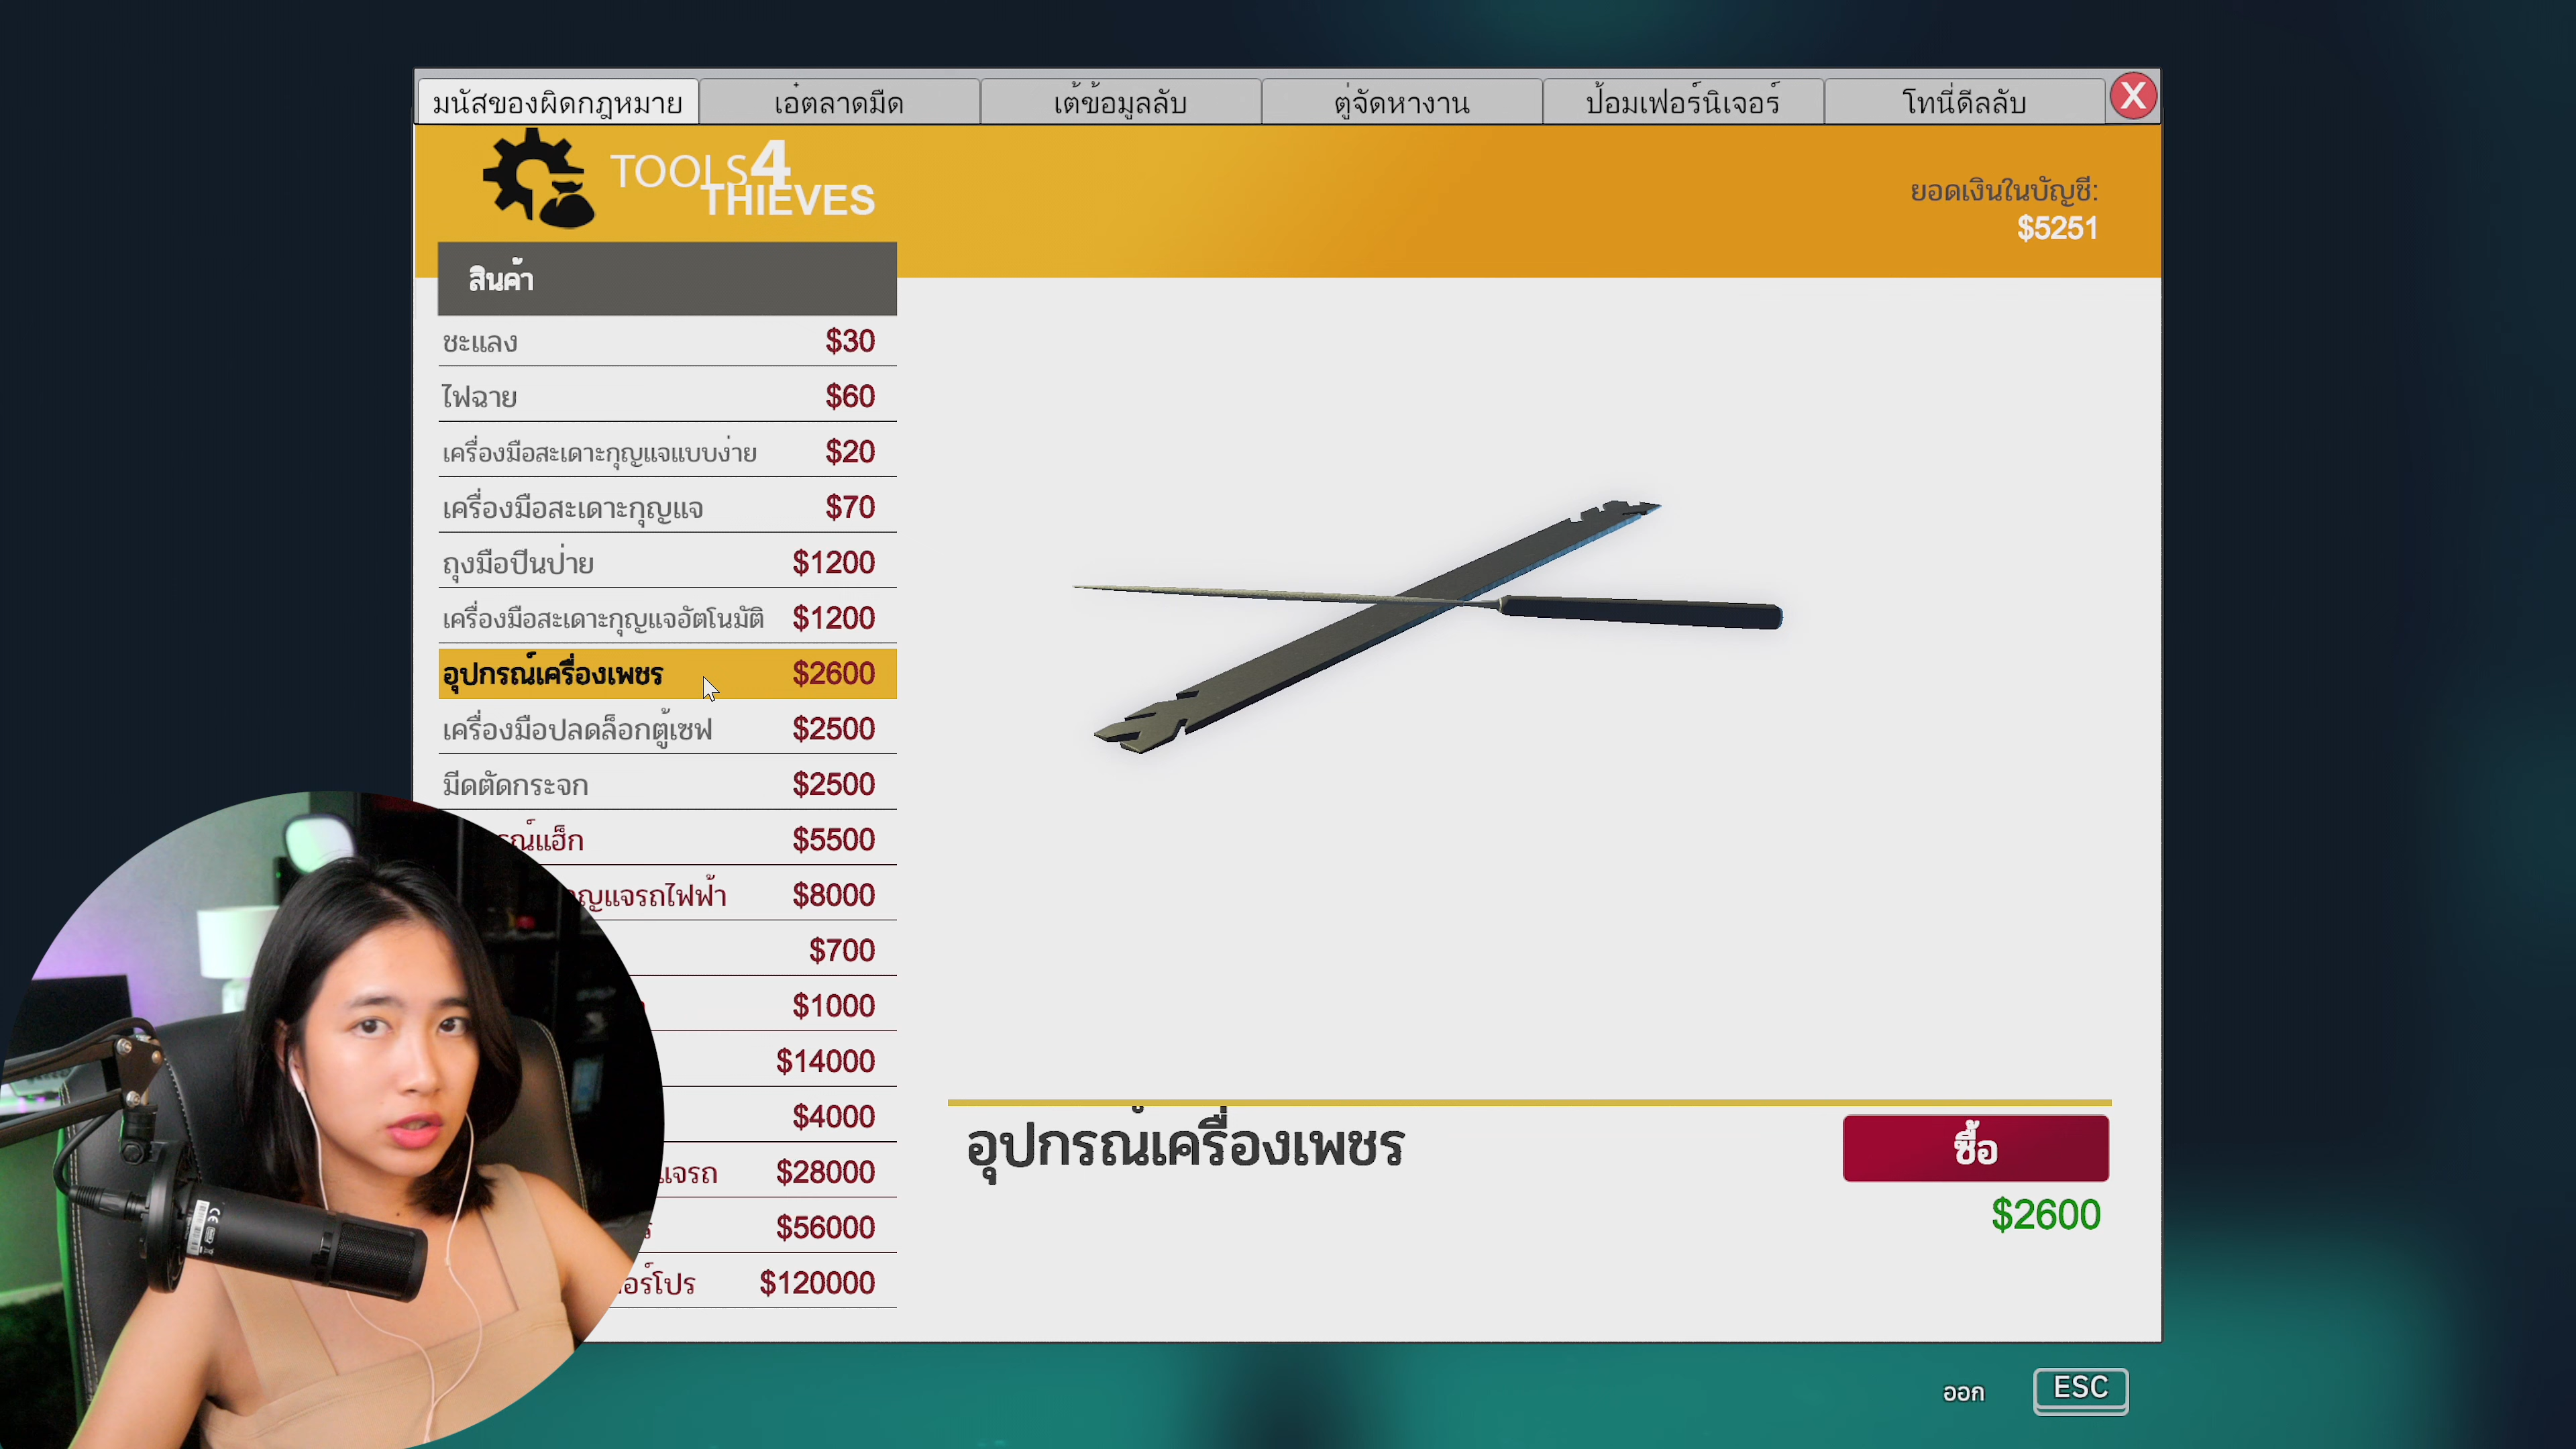 มนัสของผิดกฎหมาย
เอ๋ตลาดมืด
เต้ข้อมูลลับ
ตู่จัดหางาน
ป้อมเฟอร์นิเจอร์
โทนี่ดีลลับ
X
TOOLS 4
THIEVES
ยอดเงินในบัญชี:
$5251
สินค้า
ชะแลง $30
ไฟฉาย $60
เครื่องมือสะเดาะกุญแจแบบง่าย $20
เครื่องมือสะเดาะกุญแจ $70
ถุงมือปีนป่าย $1200
เครื่องมือสะเดาะกุญแจอัตโนมัติ $1200
อุปกรณ์เครื่องเพชร $2600
เครื่องมือปลดล็อกตู้เซฟ $2500
มีดตัดกระจก $2500
รณ์แฮ็ก $5500
ญแจรถไฟฟ้า $8000
$700
$1000
$14000
$4000
แจรถ $28000
$56000
อร์โปร $120000
อุปกรณ์เครื่องเพชร
ซื้อ
$2600
ออก ESC
CE